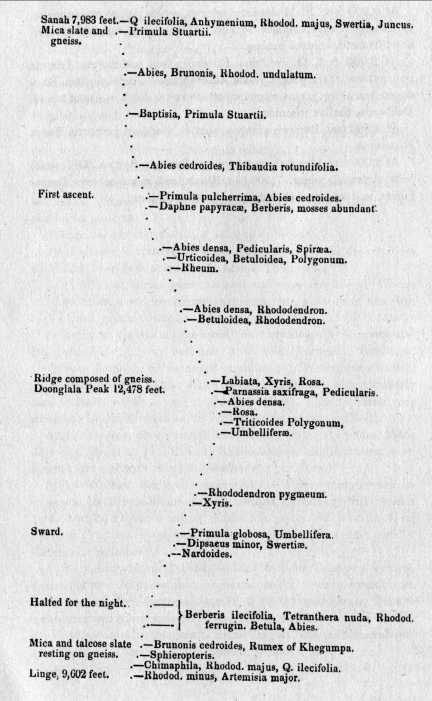 Sanah 7,983 feet.—Q ilecifolia, Anhymenium, Rhodod. majus, Swertia, Juncus.
Mica slate and .—Primula Stuartii.
gneiss.
.—Abies, Brunonis, Rhodod. undulatum.
.—Baptisia, Primula Stuartii.
.—Abies cedroides, Thibaudia rotundifolia.
First ascent. .—Primula pulcherrima, Abies cedroides.
.—Daphne papyracæ, Berberis, mosses abundant.
.—Abies densa, Pedicularis, Spiræa.
.—Urticoidea, Betuloidea, Polygonum.
.—Rheum.
.—Abies densa, Rhododendron.
.—Betuloidea, Rhododendron.
Ridge composed of gneiss. .—Labiata, Xyris, Rosa.
Doonglala Peak 12,478 feet. .—Parnassia saxifraga, Pedicularis.
.—Abies densa.
.—Rosa.
.—Triticoides Polygonum,
.—Umbelliferæ.
.—Rhododendron pygmeum.
.—Xyris.
Sward. .—Primula globosa, Umbellifera.
.—Dipsaeus minor, Swertiæ.
.—Nardoides.
Halted for the night.
Berberis ilecifolia, Tetranthera nuda, Rhodod.
ferrugin. Betula, Abies.
Mica and talcose slate .—Brunonis cedroides, Rumex of Khegumpa.
resting on gneiss. .—Sphieropteris.
.—Chimaphila, Rhodod. majus, Q. ilecifolia.
Linge, 9,602 feet. .—Rhodod. minus, Artemisia major.